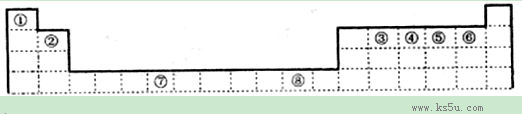 ①
② ③ ④ ⑤ ⑥
⑦ ⑧
www.ks5u.com